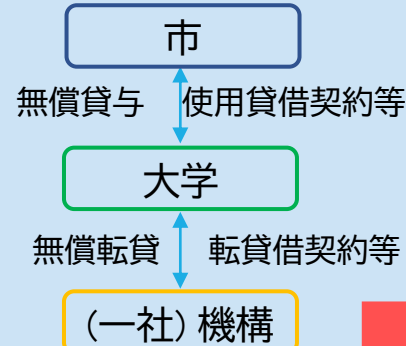 市
無償貸与 使用貸借契約等
大学
無償転貸 転貸借契約等
(一社)機構